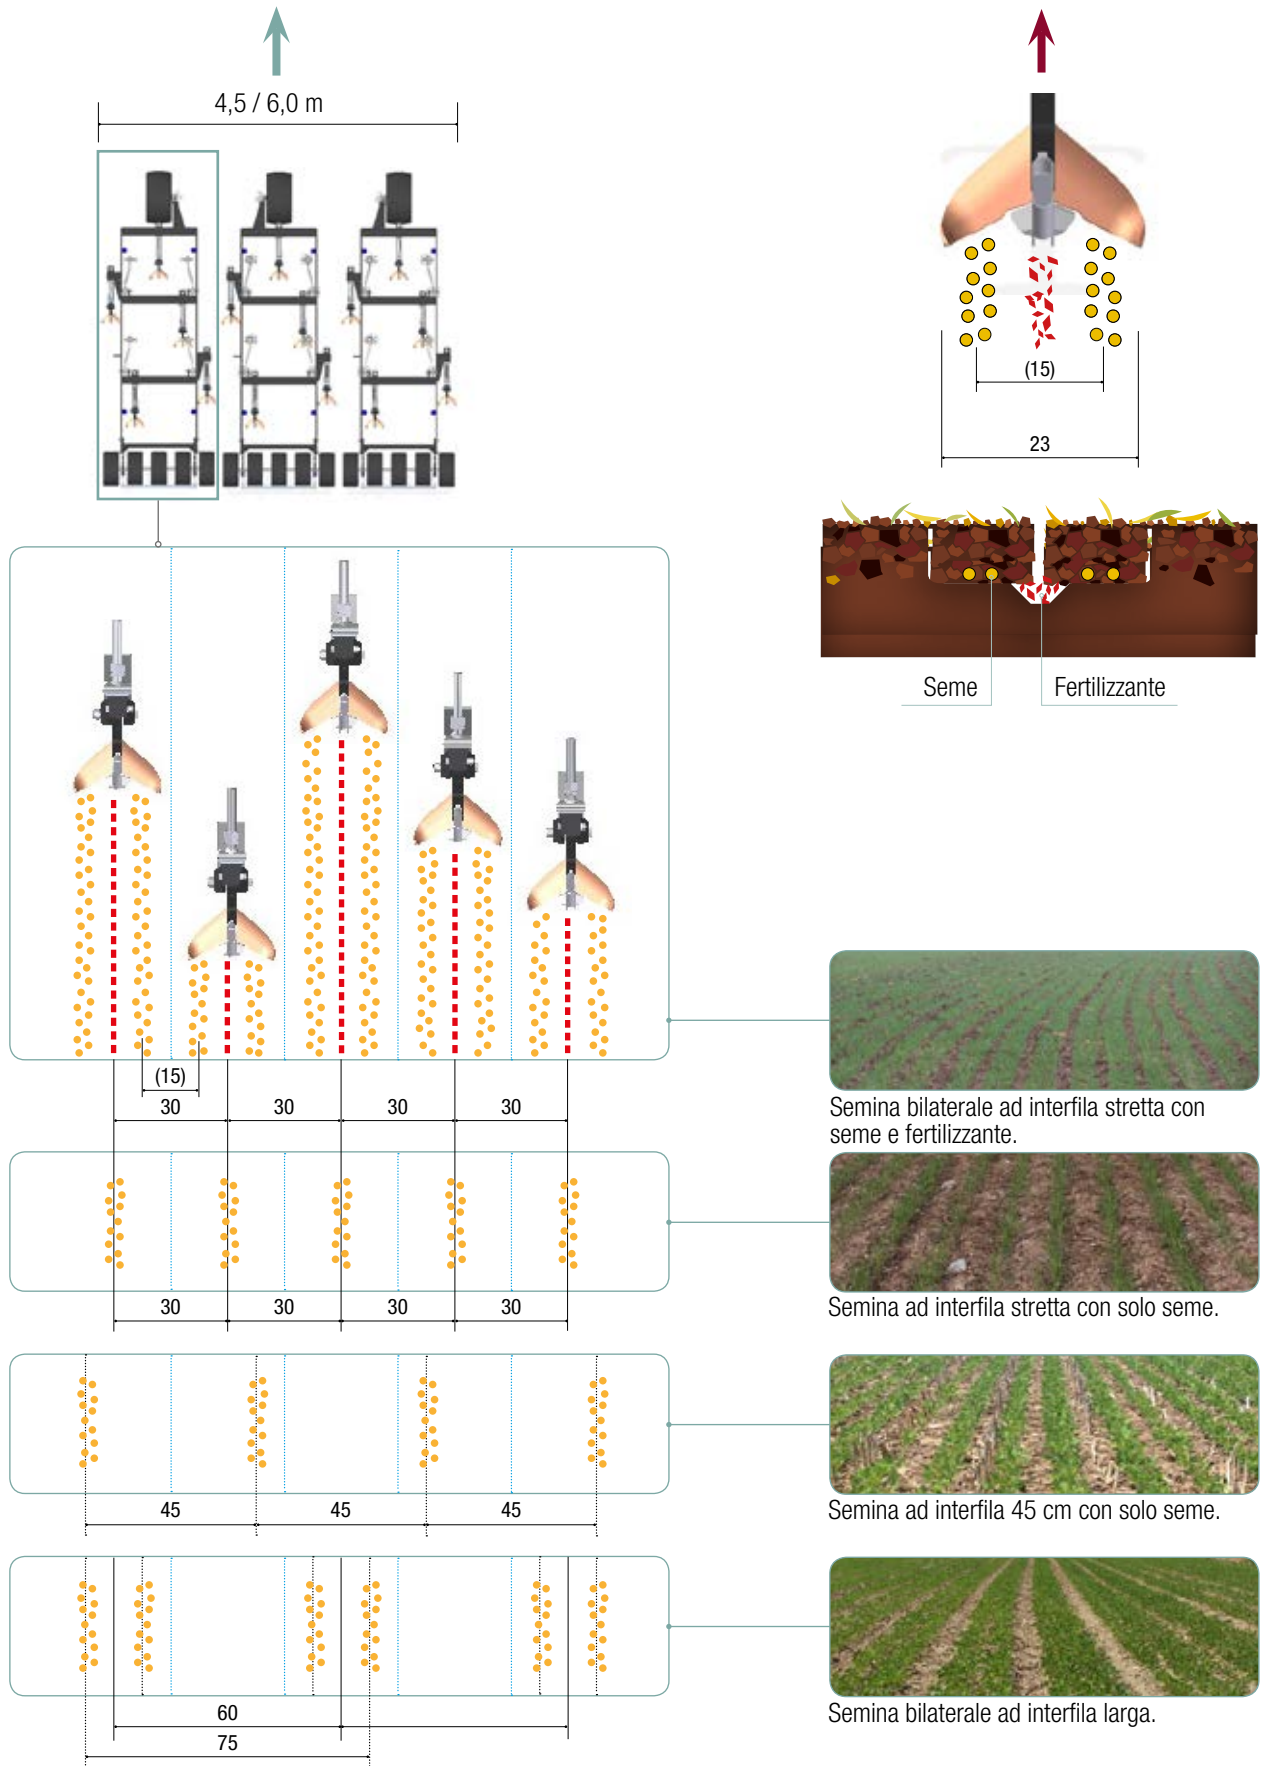 4,5 / 6,0 m
(15)
23
Seme
Fertilizzante
(15)
30
30
30
30
Semina bilaterale ad interfila stretta con
seme e fertilizzante.
30
30
30
30
Semina ad interfila stretta con solo seme.
45
45
45
Semina ad interfila 45 cm con solo seme.
60
75
Semina bilaterale ad interfila larga.